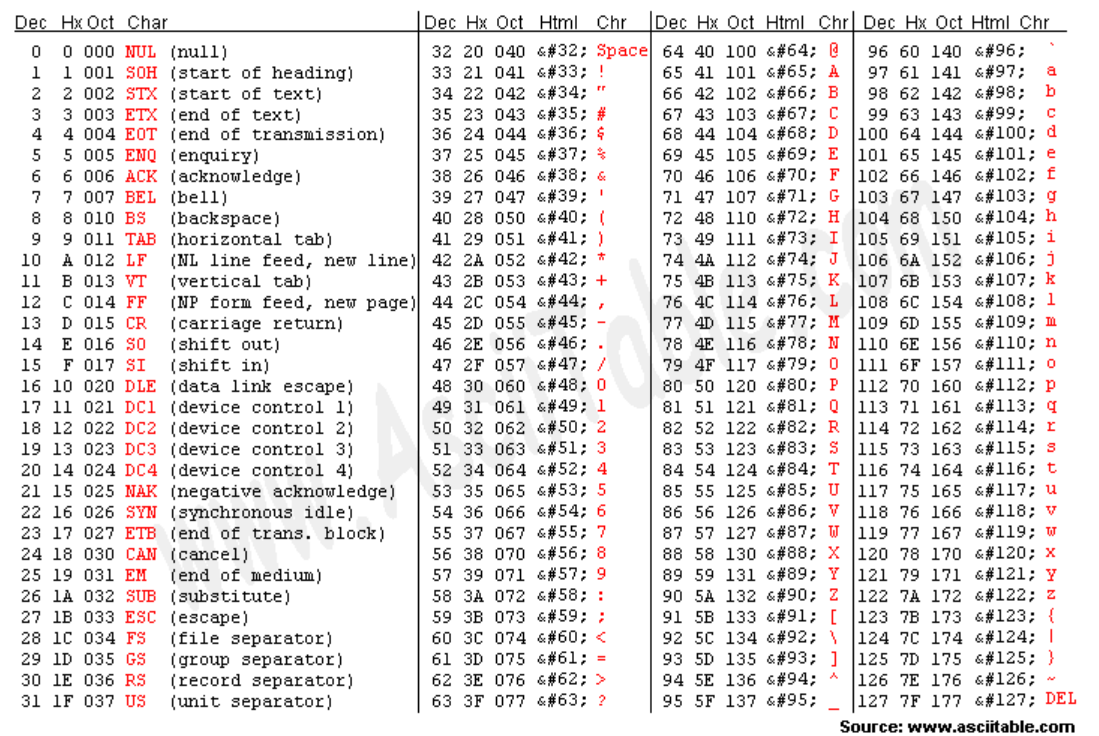 Dec Hx Oct Char Dec Hx Oct Html Chr Dec Hx Oct Html Chr Dec Hx Oct Html Chr
0 0 000 NUL (null) 32 20 040 &#32; Space 64 40 100 &#64; @ 96 60 140 &#96; `
1 1 001 SOH (start of heading) 33 21 041 &#33; ! 65 41 101 &#65; A 97 61 141 &#97; a
2 2 002 STX (start of text) 34 22 042 &#34; " 66 42 102 &#66; B 98 62 142 &#98; b
3 3 003 ETX (end of text) 35 23 043 &#35; # 67 43 103 &#67; C 99 63 143 &#99; c
4 4 004 EOT (end of transmission) 36 24 044 &#36; $ 68 44 104 &#68; D 100 64 144 &#100; d
5 5 005 ENQ (enquiry) 37 25 045 &#37; % 69 45 105 &#69; E 101 65 145 &#101; e
6 6 006 ACK (acknowledge) 38 26 046 &#38; & 70 46 106 &#70; F 102 66 146 &#102; f
7 7 007 BEL (bell) 39 27 047 &#39; ' 71 47 107 &#71; G 103 67 147 &#103; g
8 8 010 BS (backspace) 40 28 050 &#40; ( 72 48 110 &#72; H 104 68 150 &#104; h
9 9 011 TAB (horizontal tab) 41 29 051 &#41; ) 73 49 111 &#73; I 105 69 151 &#105; i
10 A 012 LF (NL line feed, new line) 42 2A 052 &#42; * 74 4A 112 &#74; J 106 6A 152 &#106; j
11 B 013 VT (vertical tab) 43 2B 053 &#43; + 75 4B 113 &#75; K 107 6B 153 &#107; k
12 C 014 FF (NP form feed, new page) 44 2C 054 &#44; , 76 4C 114 &#76; L 108 6C 154 &#108; l
13 D 015 CR (carriage return) 45 2D 055 &#45; - 77 4D 115 &#77; M 109 6D 155 &#109; m
14 E 016 SO (shift out) 46 2E 056 &#46; . 78 4E 116 &#78; N 110 6E 156 &#110; n
15 F 017 SI (shift in) 47 2F 057 &#47; / 79 4F 117 &#79; O 111 6F 157 &#111; o
16 10 020 DLE (data link escape) 48 30 060 &#48; 0 80 50 120 &#80; P 112 70 160 &#112; p
17 11 021 DC1 (device control 1) 49 31 061 &#49; 1 81 51 121 &#81; Q 113 71 161 &#113; q
18 12 022 DC2 (device control 2) 50 32 062 &#50; 2 82 52 122 &#82; R 114 72 162 &#114; r
19 13 023 DC3 (device control 3) 51 33 063 &#51; 3 83 53 123 &#83; S 115 73 163 &#115; s
20 14 024 DC4 (device control 4) 52 34 064 &#52; 4 84 54 124 &#84; T 116 74 164 &#116; t
21 15 025 NAK (negative acknowledge) 53 35 065 &#53; 5 85 55 125 &#85; U 117 75 165 &#117; u
22 16 026 SYN (synchronous idle) 54 36 066 &#54; 6 86 56 126 &#86; V 118 76 166 &#118; v
23 17 027 ETB (end of trans. block) 55 37 067 &#55; 7 87 57 127 &#87; W 119 77 167 &#119; w
24 18 030 CAN (cancel) 56 38 070 &#56; 8 88 58 130 &#88; X 120 78 170 &#120; x
25 19 031 EM (end of medium) 57 39 071 &#57; 9 89 59 131 &#89; Y 121 79 171 &#121; y
26 1A 032 SUB (substitute) 58 3A 072 &#58; : 90 5A 132 &#90; Z 122 7A 172 &#122; z
27 1B 033 ESC (escape) 59 3B 073 &#59; ; 91 5B 133 &#91; [ 123 7B 173 &#123; {
28 1C 034 FS (file separator) 60 3C 074 &#60; < 92 5C 134 &#92; \ 124 7C 174 &#124; |
29 1D 035 GS (group separator) 61 3D 075 &#61; = 93 5D 135 &#93; ] 125 7D 175 &#125; }
30 1E 036 RS (record separator) 62 3E 076 &#62; > 94 5E 136 &#94; ^ 126 7E 176 &#126; ~
31 1F 037 US (unit separator) 63 3F 077 &#63; ? 95 5F 137 &#95; _ 127 7F 177 &#127; DEL
www.AsciiTable.com
Source: www.asciitable.com